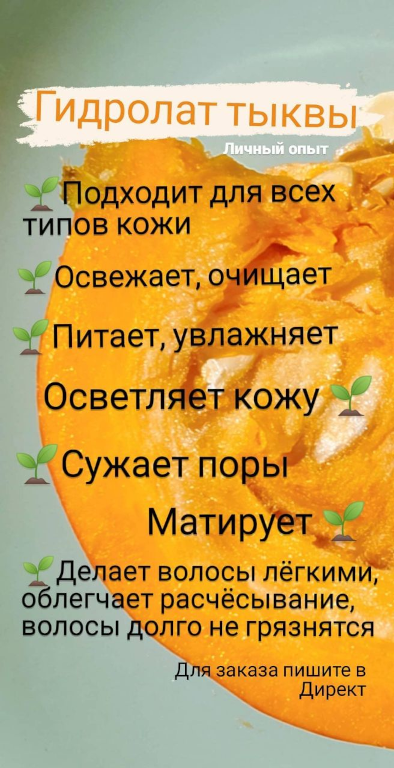 Гидролат тыквы
Личный опыт
Подходит для всех
типов кожи
Освежает, очищает
Питает, увлажняет
Осветляет кожу
Сужает поры
Матирует
Делает волосы лёгкими,
облегчает расчёсывание,
волосы долго не грязнятся
Для заказа пишите в
Директ